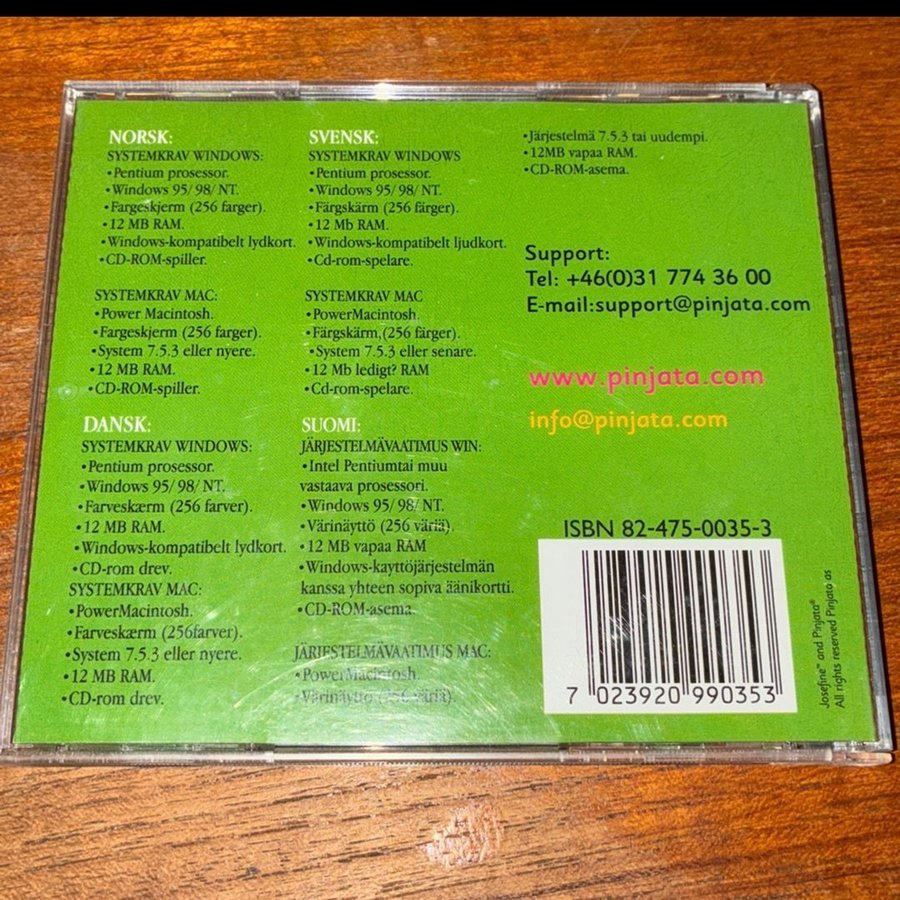 NORSK:
SYSTEMKRAV WINDOWS:
•Pentium prosessor.
•Windows 95/ 98/ NT.
•Fargeskjerm (256 farger).
•12 MB RAM.
•Windows-kompatibelt lydkort.
•CD-ROM-spiller.
SYSTEMKRAV MAC:
•Power Macintosh.
•Fargeskjerm (256 farger).
•System 7.5.3 eller nyere.
•12 MB RAM.
•CD-ROM-spiller.
DANSK:
SYSTEMKRAV WINDOWS:
•Pentium prosessor.
•Windows 95/ 98/ NT.
•Farveskærm (256 farver).
•12 MB RAM.
•Windows-kompatibelt lydkort.
•CD-rom drev.
SYSTEMKRAV MAC:
•PowerMacintosh.
•Farveskærm (256farver).
•System 7.5.3 eller nyere.
•12 MB RAM.
•CD-rom drev.
SVENSK:
SYSTEMKRAV WINDOWS
•Pentium processor.
•Windows 95/ 98/ NT.
•Färgskärm (256 färger).
•12 Mb RAM.
•Windows-kompatibelt ljudkort.
•Cd-rom-spelare.
SYSTEMKRAV MAC
•PowerMacintosh.
•Färgskärm,(256 färger).
•System 7.5.3 eller senare.
•12 Mb ledigt? RAM
•Cd-rom-spelare.
SUOMI:
JÄRJESTELMÄVAATIMUS WIN:
•Intel Pentiumtai muu
vastaava prosessori.
•Windows 95/ 98/ NT.
•Värinäyttö (256 väriä).
•12 MB vapaa RAM
•Windows-kayttöjärjestelmän
kanssa yhteen sopiva äänikortti.
•CD-ROM-asema.
JÄRJESTELMÄVAATIMUS MAC:
•PowerMacintosh.
•Värinäyttö (256 väriä).
•Järjestelmä 7.5.3 tai uudempi.
•12MB vapaa RAM.
•CD-ROM-asema.
Support:
Tel: +46(0)31 774 36 00
E-mail:support@pinjata.com
www.pinjata.com
info@pinjata.com
ISBN 82-475-0035-3
7 023920 990353
Josefine™ and Pinjata®
All rights reserved Pinjata as